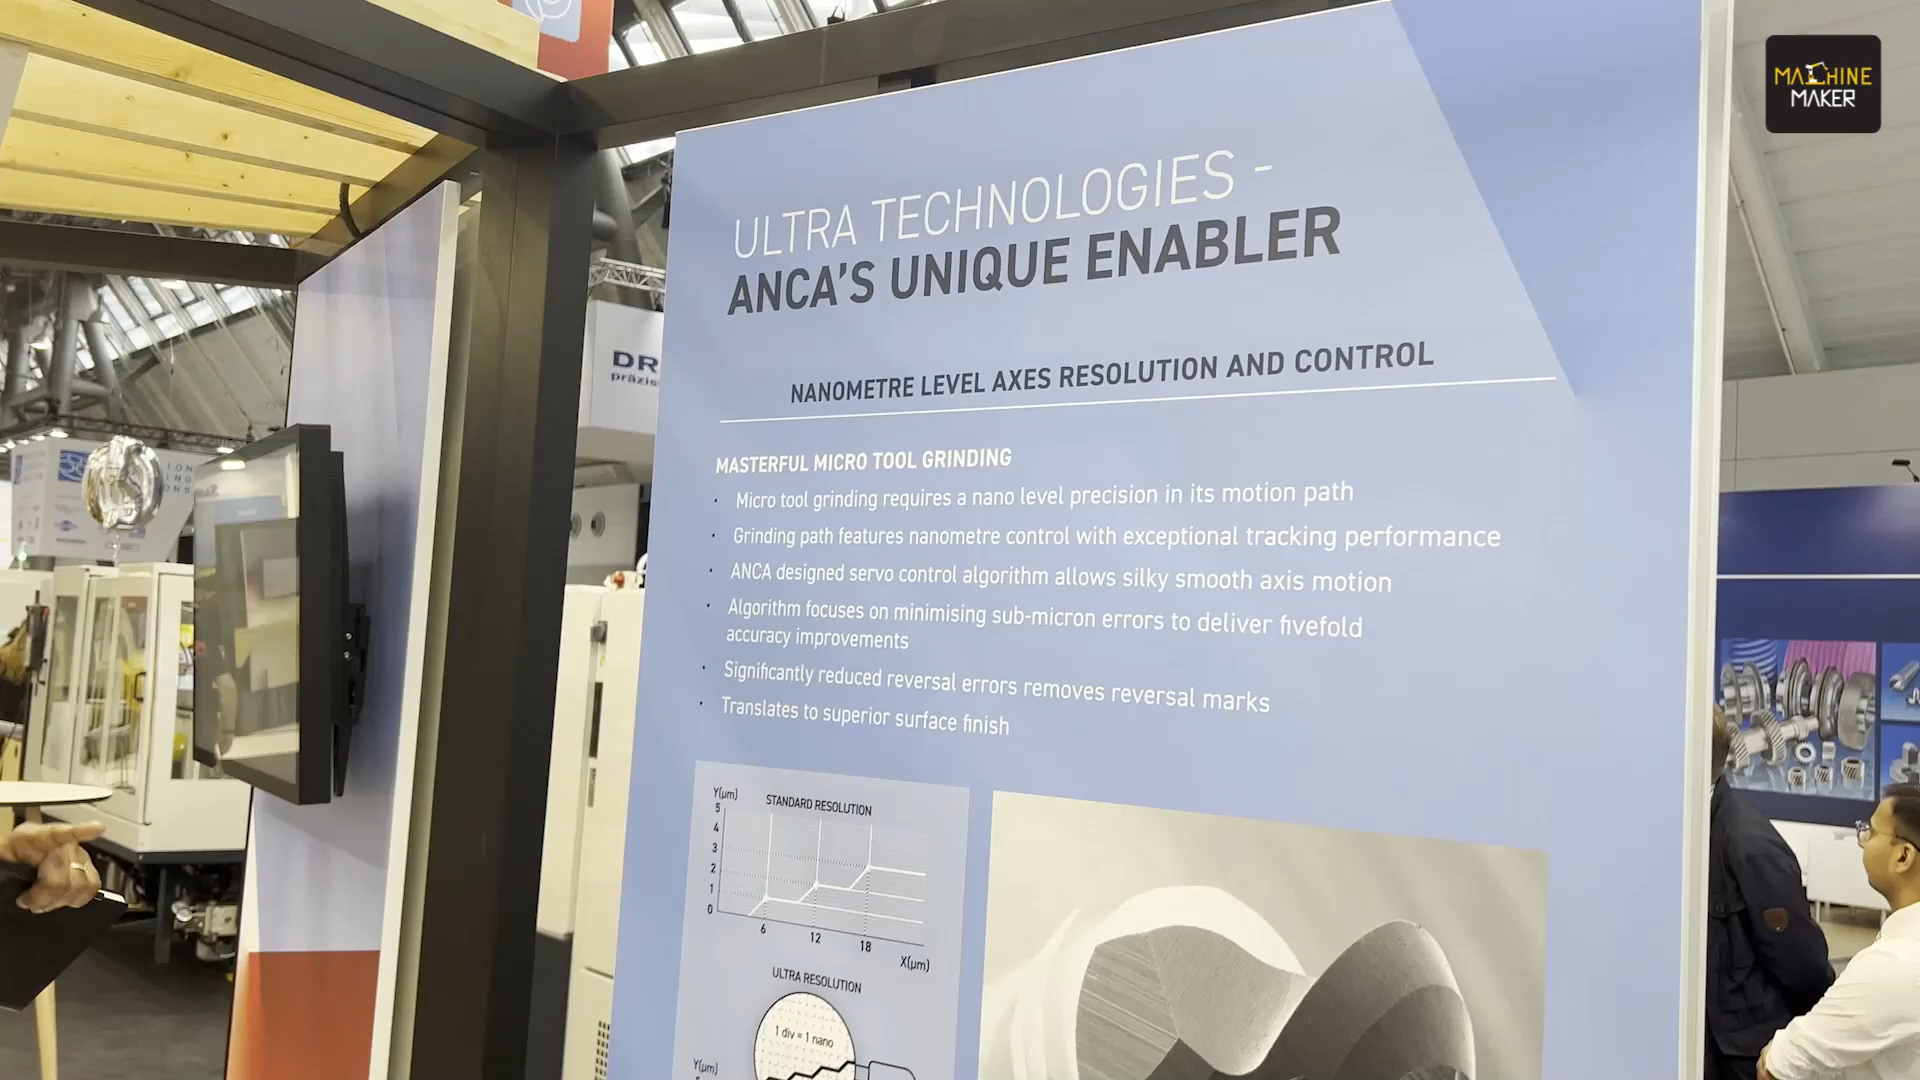 MACHINE
MAKER
ULTRA TECHNOLOGIES -
ANCA'S UNIQUE ENABLER
NANOMETRE LEVEL AXES RESOLUTION AND CONTROL
MASTERFUL MICRO TOOL GRINDING
· Micro tool grinding requires a nano level precision in its motion path
· Grinding path features nanometre control with exceptional tracking performance
· ANCA designed servo control algorithm allows silky smooth axis motion
· Algorithm focuses on minimising sub-micron errors to deliver fivefold
accuracy improvements
· Significantly reduced reversal errors removes reversal marks
· Translates to superior surface finish
Y(μm)
STANDARD RESOLUTION
5
4
3
2
1
0
6
12
18
X(μm)
ULTRA RESOLUTION
1 div = 1 nano
Y(μm)
5
DR
präzis